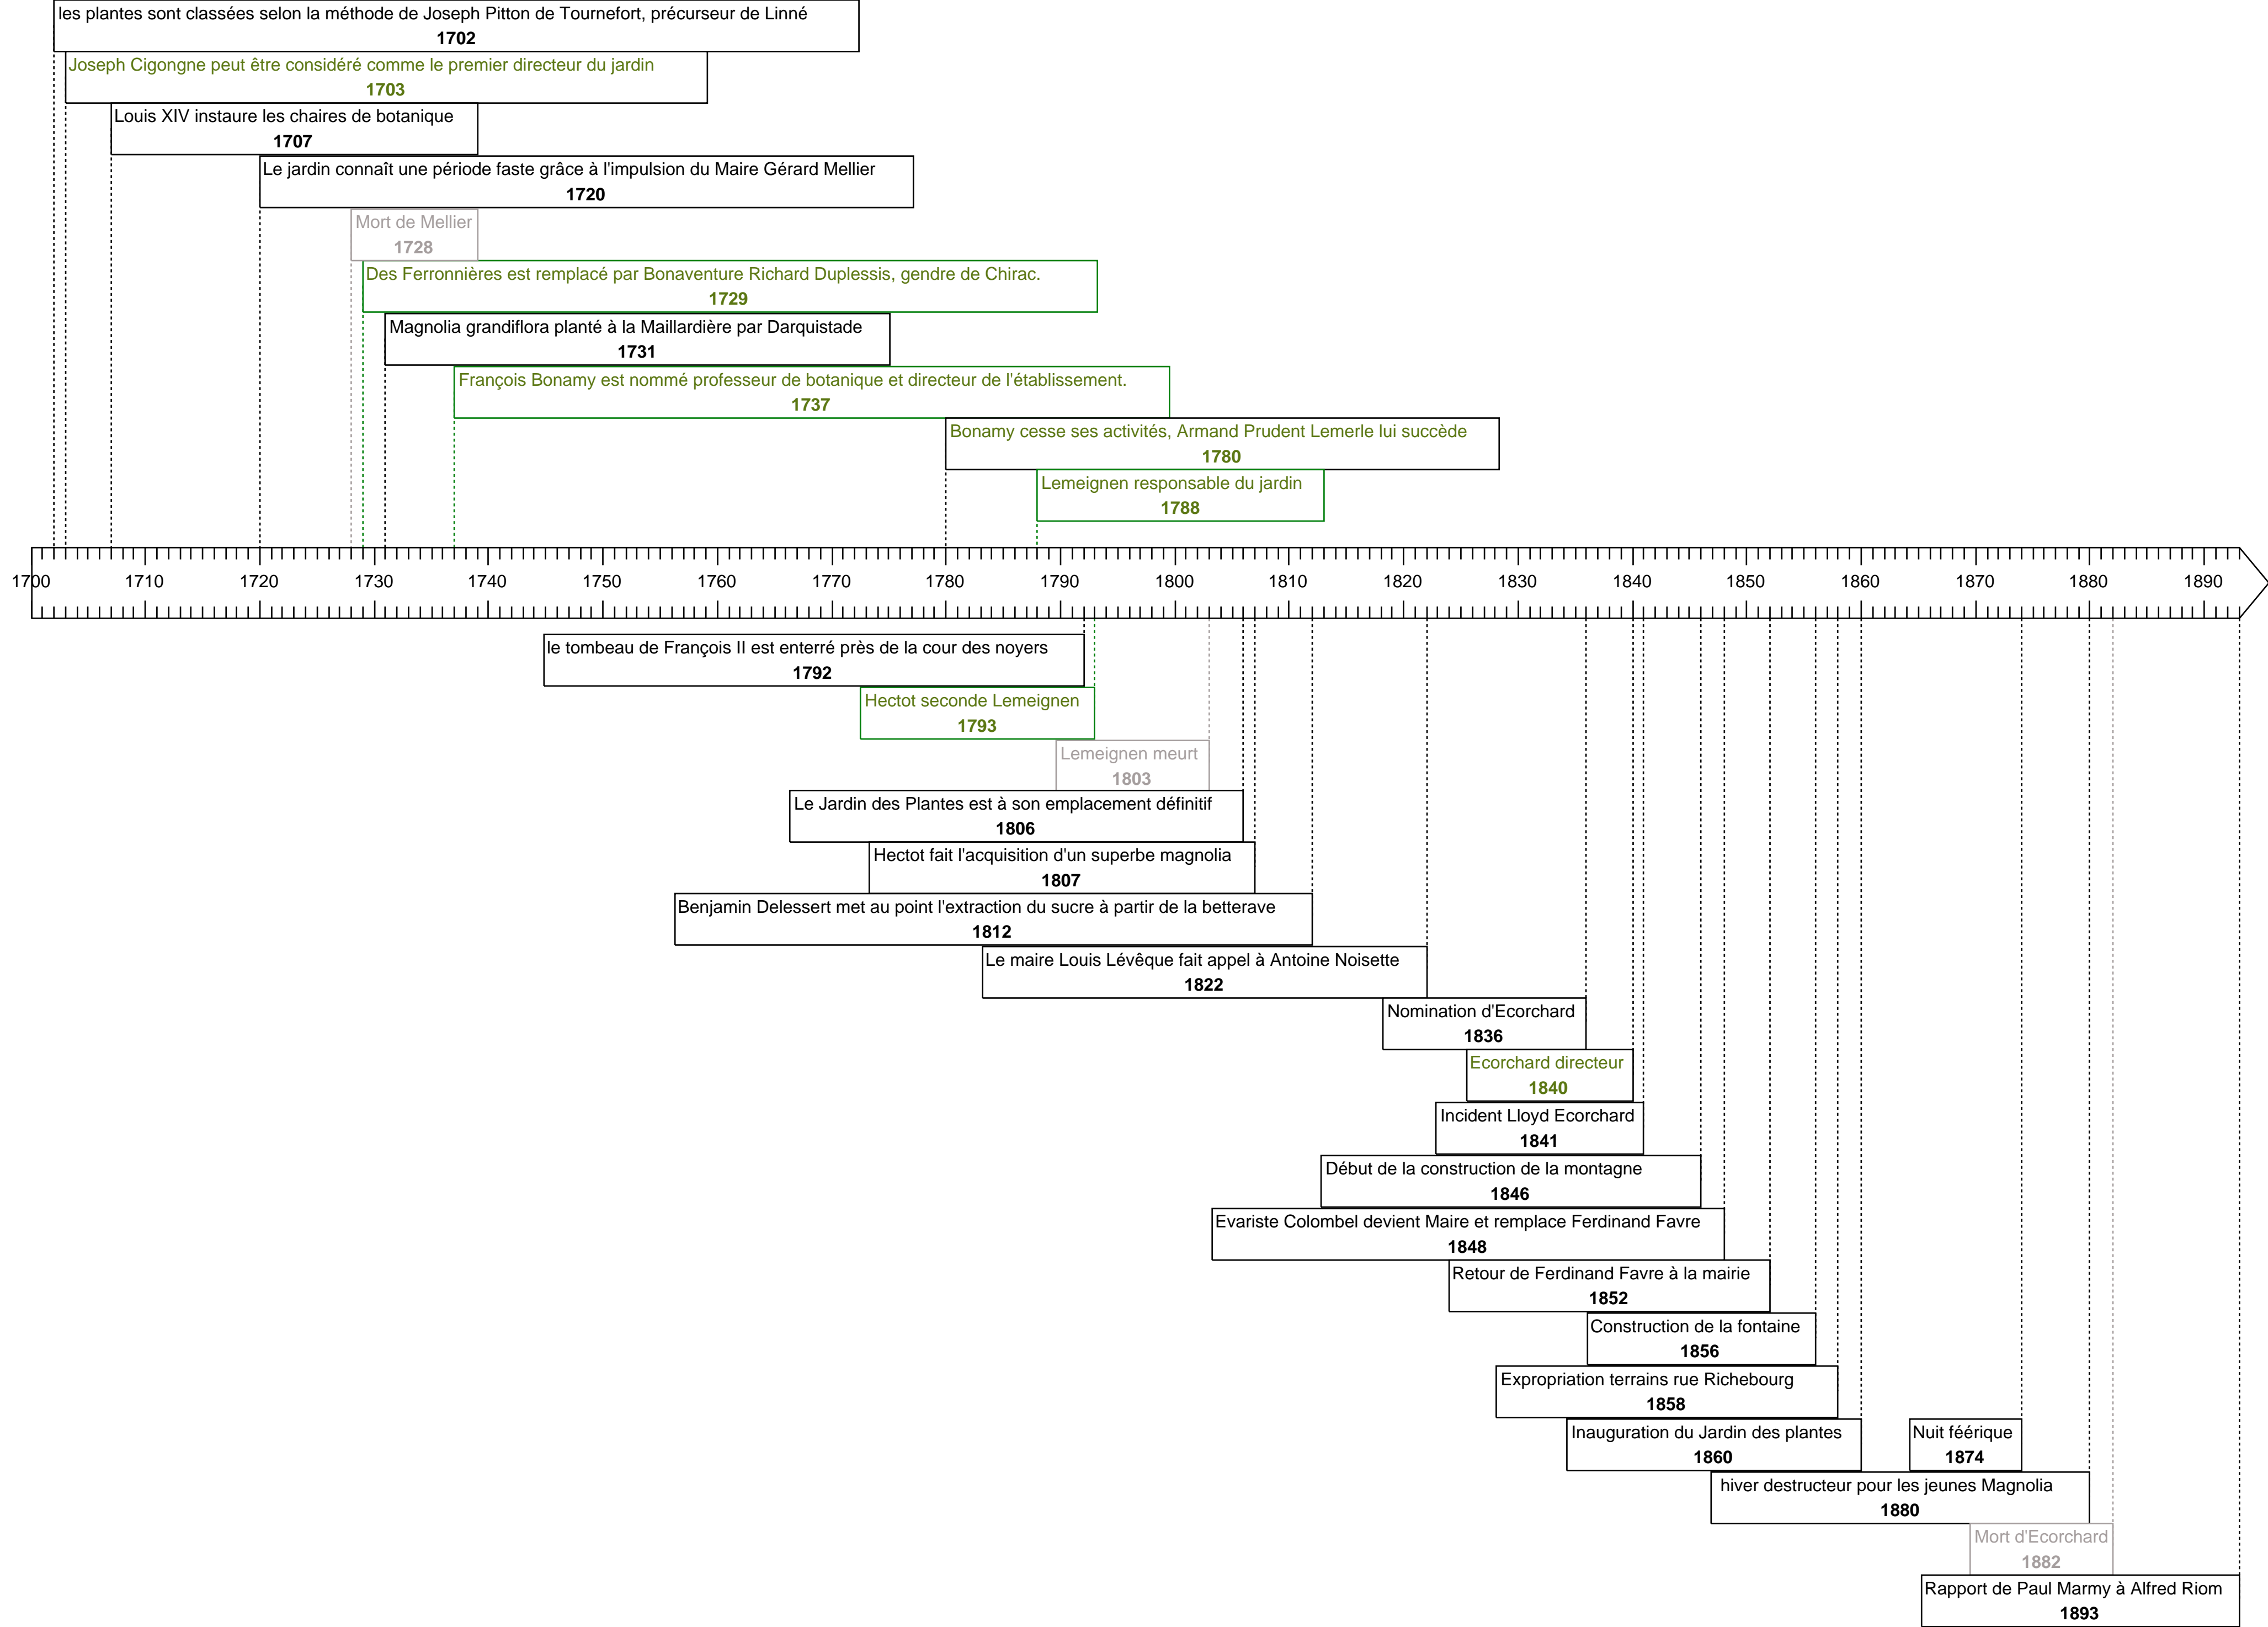 les plantes sont classées selon la méthode de Joseph Pitton de Tournefort, précurseur de Linné
1702
Joseph Cigongne peut être considéré comme le premier directeur du jardin
1703
Louis XIV instaure les chaires de botanique
1707
Le jardin connaît une période faste grâce à l'impulsion du Maire Gérard Mellier
1720
Mort de Mellier
1728
Des Ferronnières est remplacé par Bonaventure Richard Duplessis, gendre de Chirac.
1729
Magnolia grandiflora planté à la Maillardière par Darquistade
1731
François Bonamy est nommé professeur de botanique et directeur de l'établissement.
1737
Bonamy cesse ses activités, Armand Prudent Lemerle lui succède
1780
Lemeignen responsable du jardin
1788
1700 1710 1720 1730 1740 1750 1760 1770 1780 1790 1800 1810 1820 1830 1840 1850 1860 1870 1880 1890
le tombeau de François II est enterré près de la cour des noyers
1792
Hectot seconde Lemeignen
1793
Lemeignen meurt
1803
Le Jardin des Plantes est à son emplacement définitif
1806
Hectot fait l'acquisition d'un superbe magnolia
1807
Benjamin Delessert met au point l'extraction du sucre à partir de la betterave
1812
Le maire Louis Lévêque fait appel à Antoine Noisette
1822
Nomination d'Ecorchard
1836
Ecorchard directeur
1840
Incident Lloyd Ecorchard
1841
Début de la construction de la montagne
1846
Evariste Colombel devient Maire et remplace Ferdinand Favre
1848
Retour de Ferdinand Favre à la mairie
1852
Construction de la fontaine
1856
Expropriation terrains rue Richebourg
1858
Inauguration du Jardin des plantes
1860
Nuit féérique
1874
hiver destructeur pour les jeunes Magnolia
1880
Mort d'Ecorchard
1882
Rapport de Paul Marmy à Alfred Riom
1893